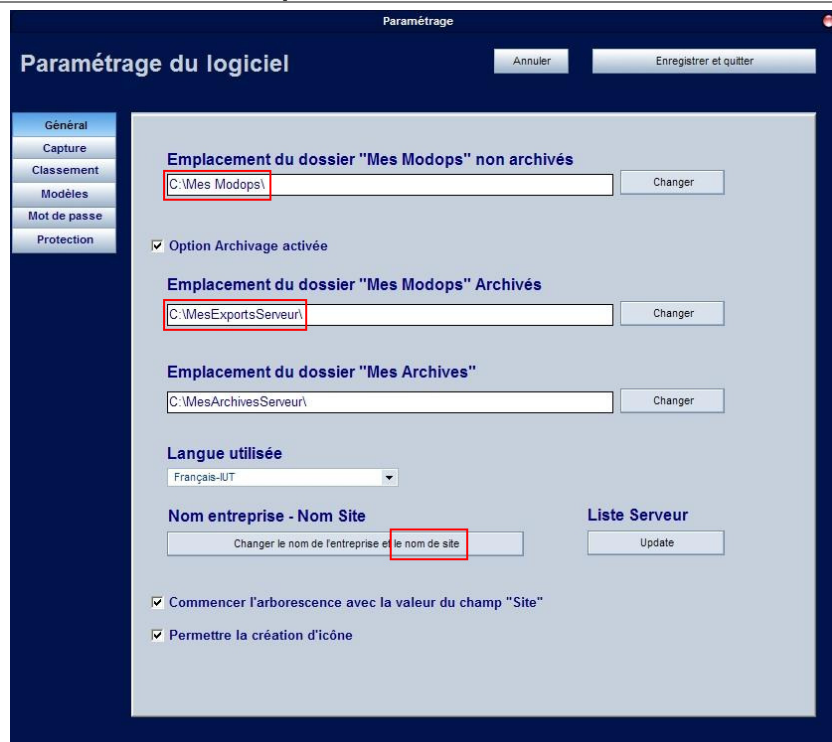 Paramétrage
Paramétrage du logiciel
Annuler
Enregistrer et quitter
Général
Capture
Classement
Modèles
Mot de passe
Protection
Emplacement du dossier "Mes Modops" non archivés
C:\Mes Modops\
Changer
Option Archivage activée
Emplacement du dossier "Mes Modops" Archivés
C:\MesExportsServeur\
Changer
Emplacement du dossier "Mes Archives"
C:\MesArchivesServeur\
Changer
Langue utilisée
Français-IUT
Nom entreprise - Nom Site
Liste Serveur
Changer le nom de l'entreprise et le nom de site
Update
Commencer l'arborescence avec la valeur du champ "Site"
Permettre la création d'icône